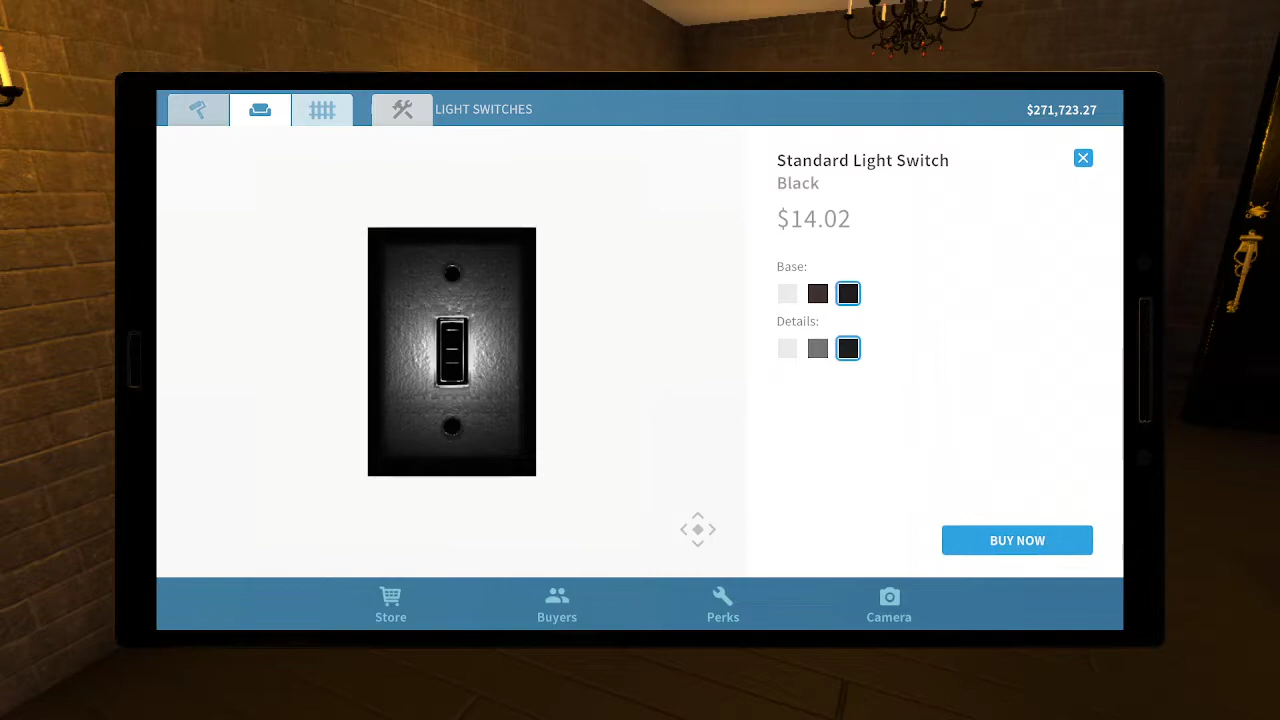 LIGHT SWITCHES
$271,723.27
Standard Light Switch
Black
$14.02
Base:
Details:
BUY NOW
Store
Buyers
Perks
Camera